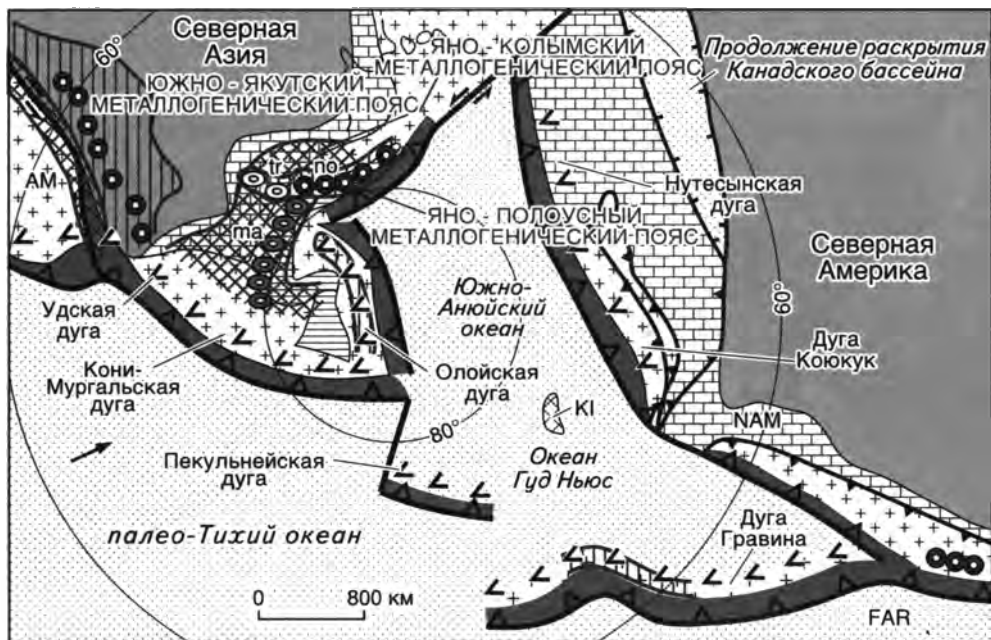 Северная
Азия
60°
ЮЖНО - ЯКУТСКИЙ
МЕТАЛЛОГЕНИЧЕСКИЙ ПОЯС
ЯНО - КОЛЫМСКИЙ
МЕТАЛЛОГЕНИЧЕСКИЙ ПОЯС
Продолжение раскрытия
Канадского бассейна
tr
no
AM
ma
Нутесынская
дуга
ЯНО - ПОЛОУСНЫЙ
МЕТАЛЛОГЕНИЧЕСКИЙ ПОЯС
Северная
Америка
Южно-
Анюйский
океан
60°
Удская
дуга
Кони-
Мургальская
дуга
Олойская
дуга
Дуга
Коюкук
KI
NAM
80°
Пекульнейская
дуга
Океан
Гуд Ньюс
палео-Тихий океан
Дуга
Гравина
0 800 км
FAR